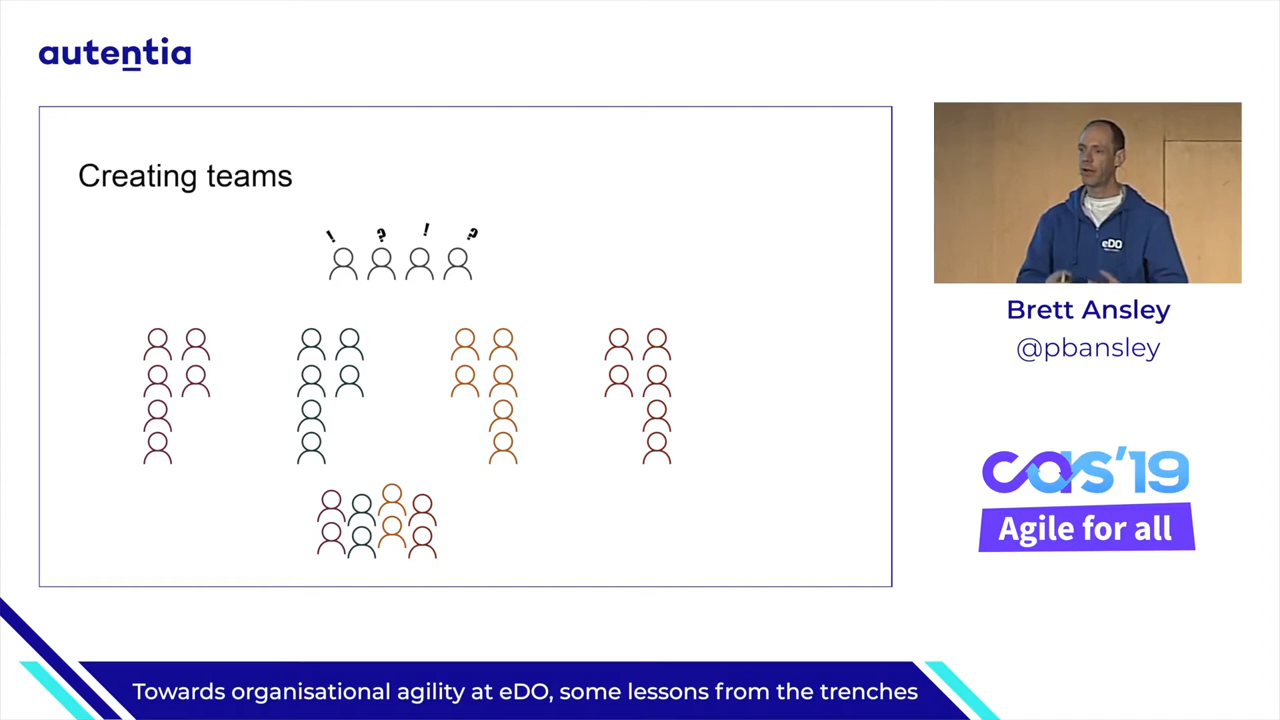 autentia
Creating teams
! ? ! ?
eDO
Brett Ansley
@pbansley
cas'19
Agile for all
Towards organisational agility at eDO, some lessons from the trenches